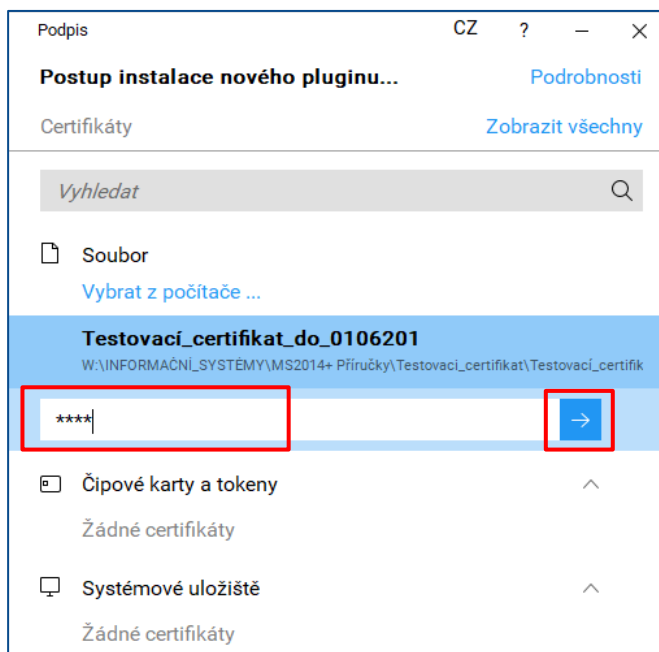 Podpis CZ ?
Postup instalace nového pluginu... Podrobnosti
Certifikáty Zobrazit všechny
Vyhledat
Soubor
Vybrat z počítače ...
Testovací_certifikat_do_0106201
W:\INFORMAČNÍ_SYSTÉMY\MS2014+ Příručky\Testovaci_certifikat\Testovací_certifik
****
Čipové karty a tokeny
Žádné certifikáty
Systémové uložiště
Žádné certifikáty